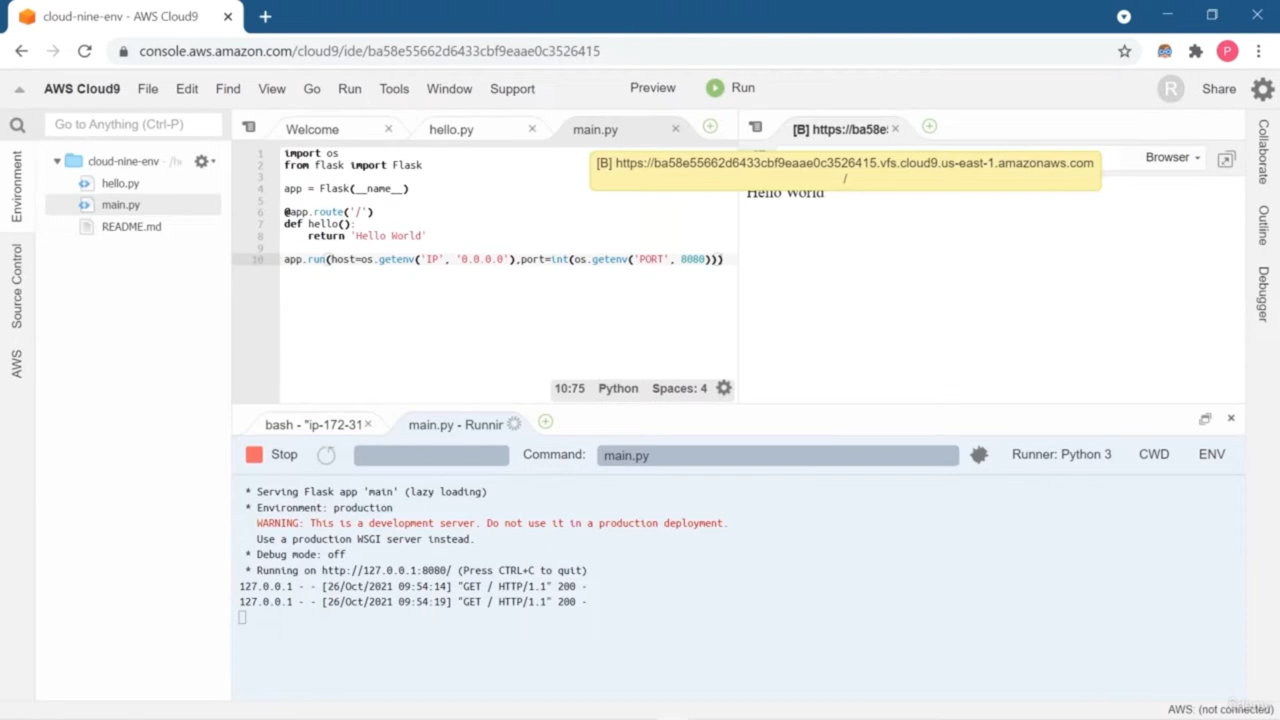 cloud-nine-env - AWS Cloud9
console.aws.amazon.com/cloud9/ide/ba58e55662d6433cbf9eaae0c3526415
P
AWS Cloud9 File Edit Find View Go Run Tools Window Support Preview Run R Share
Go to Anything (Ctrl-P)
Welcome
hello.py
main.py
[B] https://ba58e
cloud-nine-env
hello.py
main.py
README.md
Environment
Source Control
AWS
1 import os
2 from flask import Flask
3
4 app = Flask(__name__)
5
6 @app.route('/')
7 def hello():
8 return 'Hello World'
9
10 app.run(host=os.getenv('IP', '0.0.0.0'),port=int(os.getenv('PORT', 8080)))
10:75 Python Spaces: 4
[B] https://ba58e55662d6433cbf9eaae0c3526415.vfs.cloud9.us-east-1.amazonaws.com
/
Browser
Hello World
Collaborate
Outline
Debugger
bash - "ip-172-31
main.py - Runnir
Stop
Command:
main.py
Runner: Python 3
CWD
ENV
* Serving Flask app 'main' (lazy loading)
* Environment: production
WARNING: This is a development server. Do not use it in a production deployment.
Use a production WSGI server instead.
* Debug mode: off
* Running on http://127.0.0.1:8080/ (Press CTRL+C to quit)
127.0.0.1 - - [26/Oct/2021 09:54:14] "GET / HTTP/1.1" 200 -
127.0.0.1 - - [26/Oct/2021 09:54:19] "GET / HTTP/1.1" 200 -
AWS: (not connected)